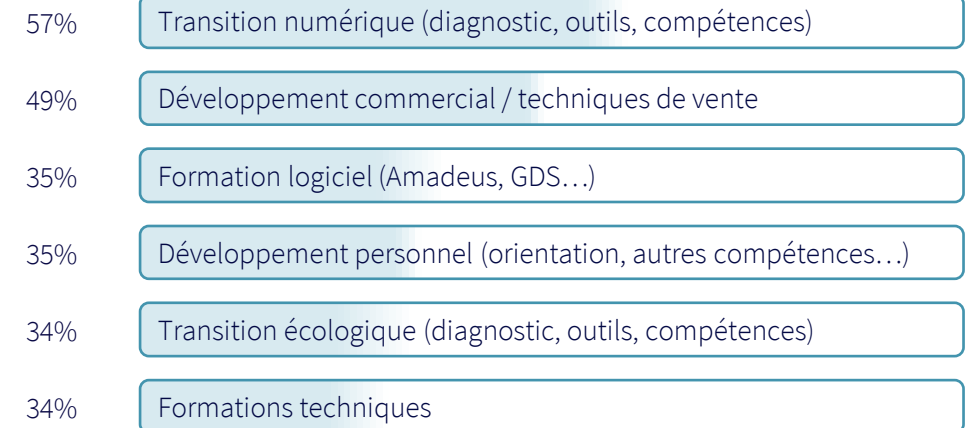 57% Transition numérique (diagnostic, outils, compétences)
49% Développement commercial / techniques de vente
35% Formation logiciel (Amadeus, GDS…)
35% Développement personnel (orientation, autres compétences…)
34% Transition écologique (diagnostic, outils, compétences)
34% Formations techniques